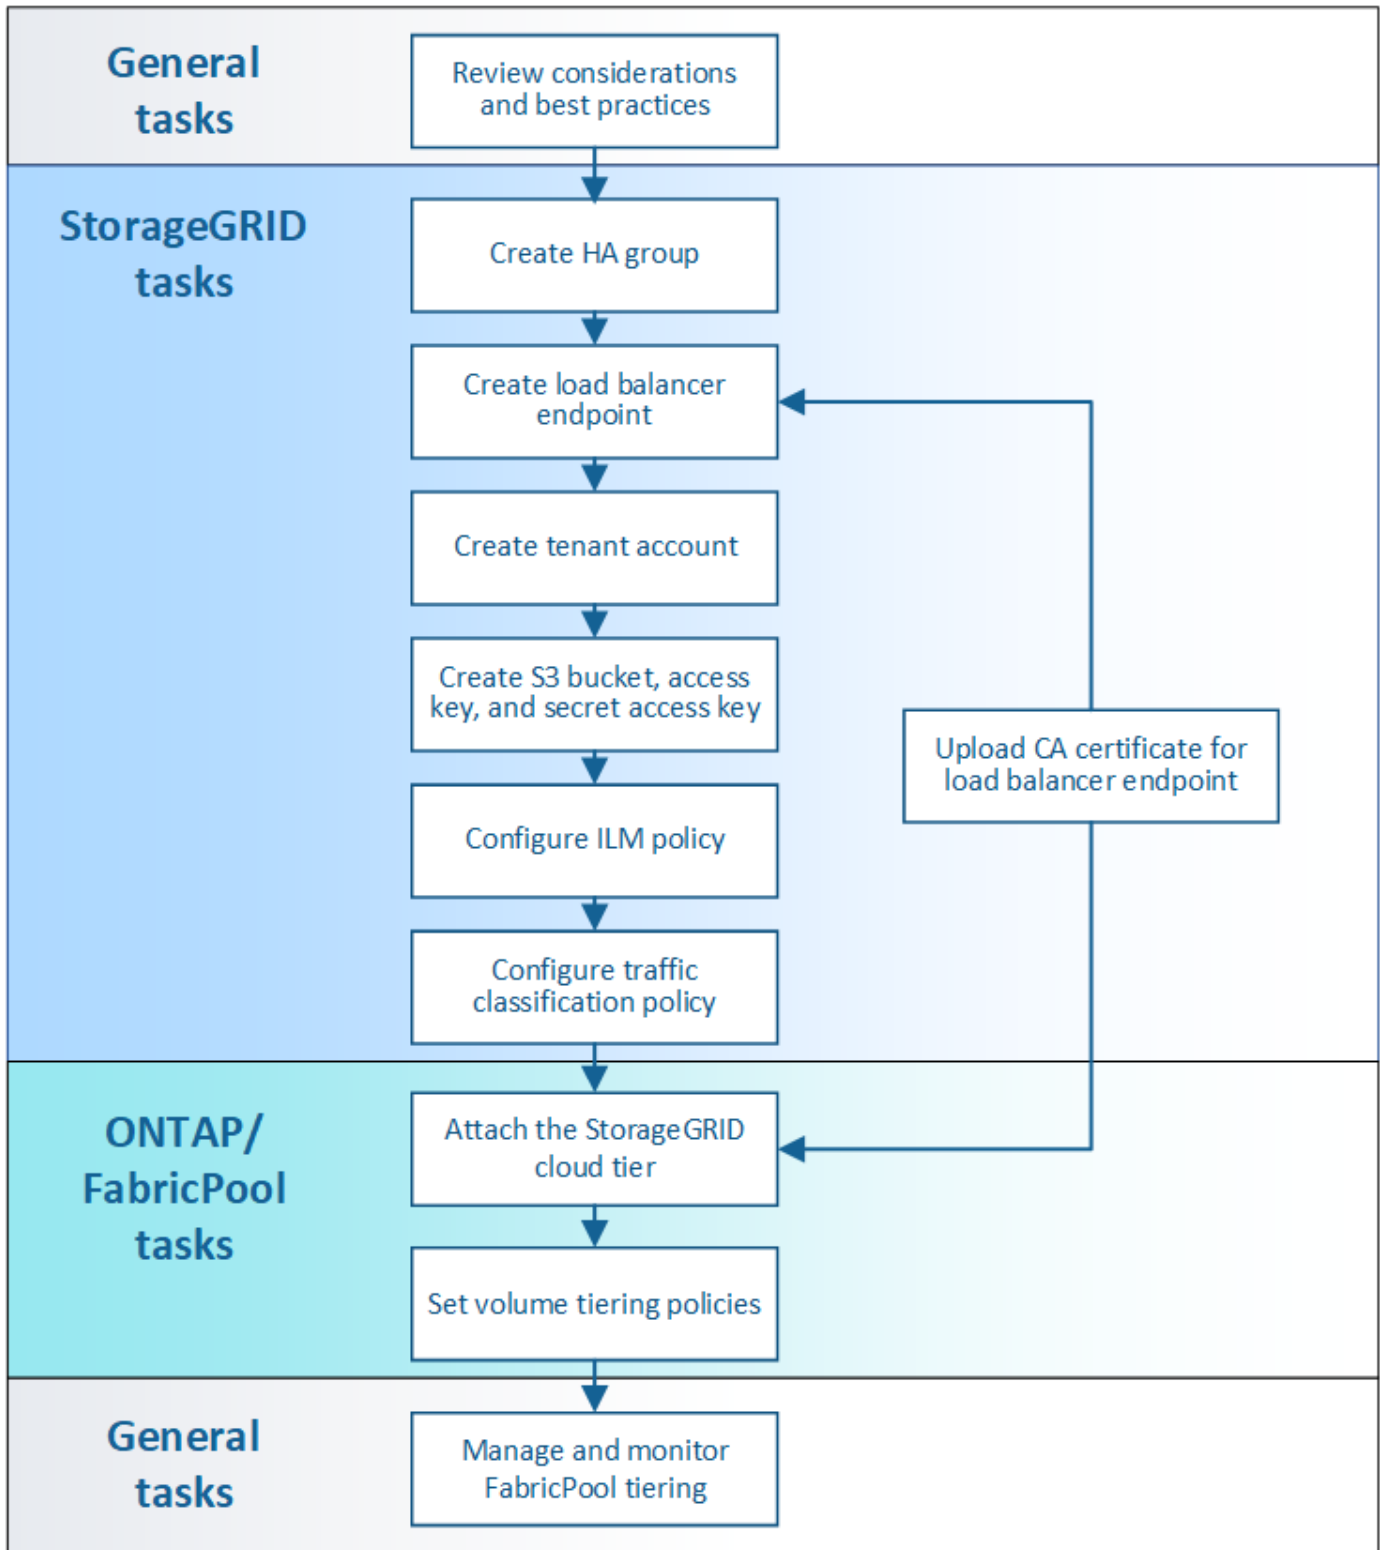 General
tasks
Review considerations
and best practices
StorageGRID
tasks
Create HA group
Create load balancer
endpoint
Create tenant account
Create S3 bucket, access
key, and secret access key
Upload CA certificate for
load balancer endpoint
Configure ILM policy
Configure traffic
classification policy
ONTAP/
FabricPool
tasks
Attach the StorageGRID
cloud tier
Set volume tiering policies
General
tasks
Manage and monitor
FabricPool tiering